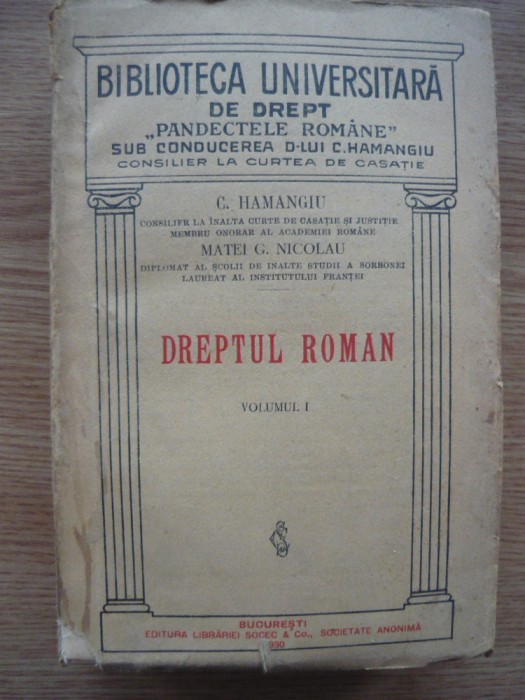 BIBLIOTECA UNIVERSITARĂ
DE DREPT
„PANDECTELE ROMÂNE”
SUB CONDUCEREA D-LUI C. HAMANGIU
CONSILIER LA CURTEA DE CASAȚIE
C. HAMANGIU
CONSILIER LA ÎNALTA CURTE DE CASAȚIE ȘI JUSTIȚIE
MEMBRU ONORAR AL ACADEMIEI ROMÂNE
MATEI G. NICOLAU
DIPLOMAT AL ȘCOLII DE INALTE STUDII A SORBONEI
LAUREAT AL INSTITUTULUI FRANȚEI
DREPTUL ROMAN
VOLUMUL I
BUCUREȘTI
EDITURA LIBRĂRIEI SOCEC & Co., SOCIETATE ANONIMĂ
930